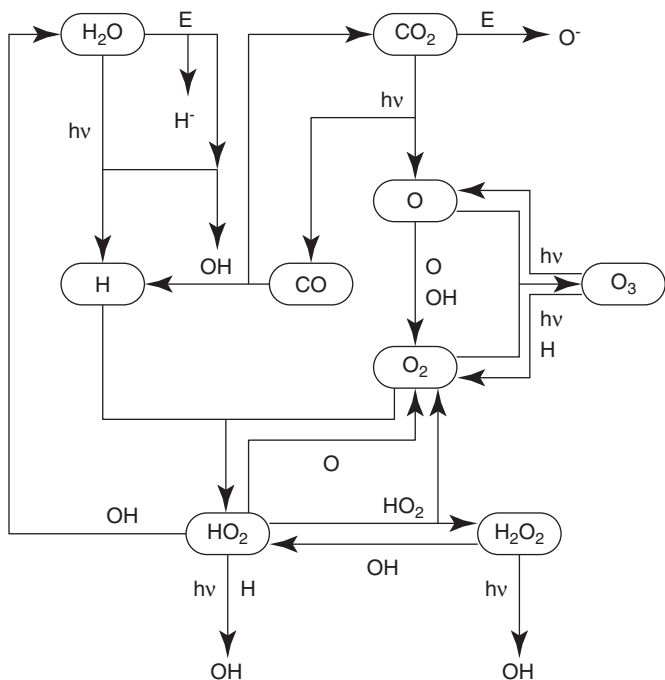 H₂O E CO₂ E O⁻
hν H⁻ hν
O
OH hν
H CO O O₃
OH hν
H
O₂
O
OH HO₂ HO₂ H₂O₂
OH
hν H hν
OH OH